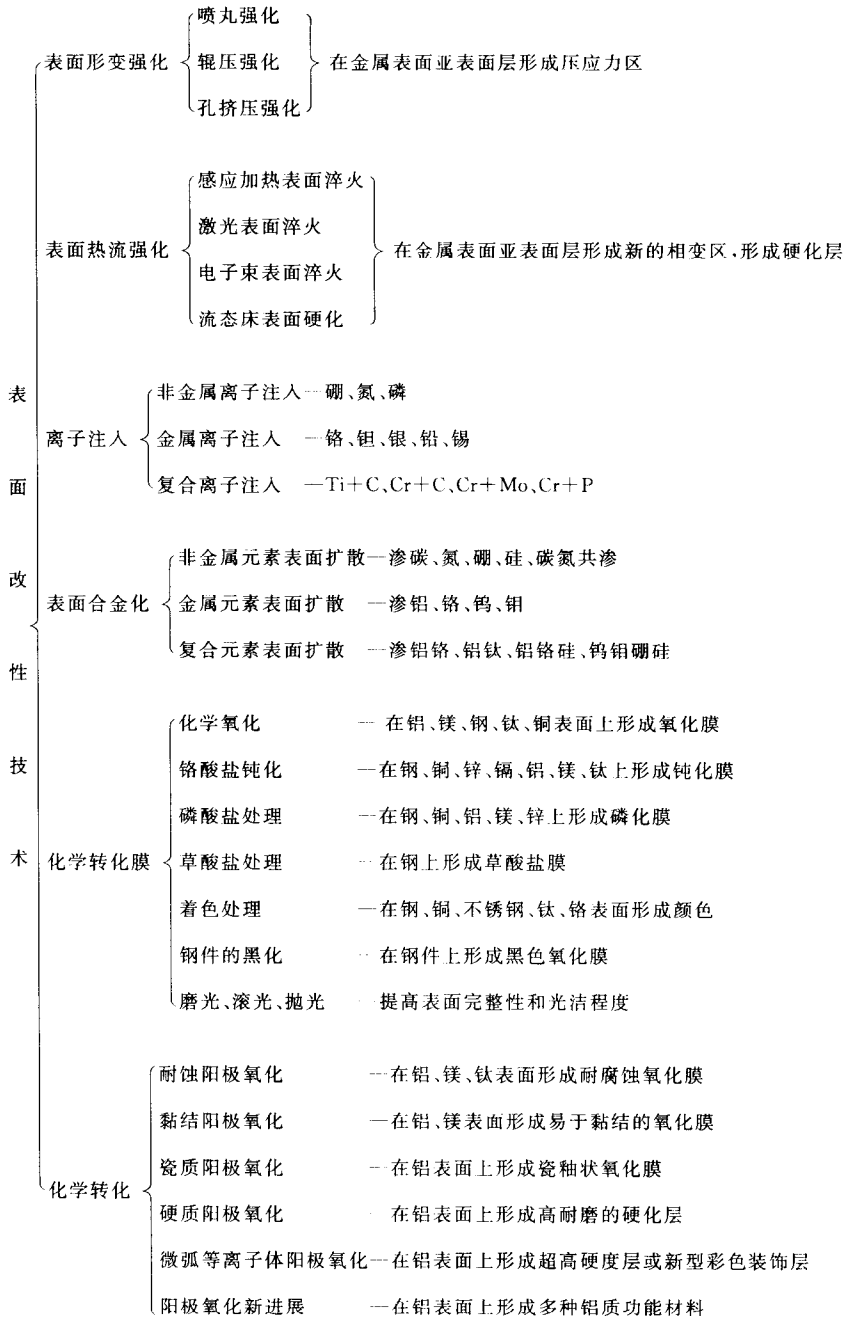 表面改性技术
表面形变强化
喷丸强化
辊压强化
孔挤压强化
在金属表面亚表面层形成压应力区
表面热流强化
感应加热表面淬火
激光表面淬火
电子束表面淬火
流态床表面硬化
在金属表面亚表面层形成新的相变区,形成硬化层
离子注入
非金属离子注入—硼、氮、磷
金属离子注入 —铬、钽、银、铅、锡
复合离子注入 —Ti+C、Cr+C、Cr+Mo、Cr+P
表面合金化
非金属元素表面扩散—渗碳、氮、硼、硅、碳氮共渗
金属元素表面扩散 —渗铝、铬、钨、钼
复合元素表面扩散 —渗铝铬、铝钛、铝铬硅、钨钼硼硅
化学转化膜
化学氧化 — 在铝、镁、钢、钛、铜表面上形成氧化膜
铬酸盐钝化 —在钢、铜、锌、镉、铝、镁、钛上形成钝化膜
磷酸盐处理 —在钢、铜、铝、镁、锌上形成磷化膜
草酸盐处理 —在钢上形成草酸盐膜
着色处理 —在钢、铜、不锈钢、钛、铬表面形成颜色
钢件的黑化 —在钢件上形成黑色氧化膜
磨光、滚光、抛光 —提高表面完整性和光洁程度
化学转化
耐蚀阳极氧化 —在铝、镁、钛表面形成耐腐蚀氧化膜
黏结阳极氧化 —在铝、镁表面形成易于黏结的氧化膜
瓷质阳极氧化 —在铝表面上形成瓷釉状氧化膜
硬质阳极氧化 —在铝表面上形成高耐磨的硬化层
微弧等离子体阳极氧化—在铝表面上形成超高硬度层或新型彩色装饰层
阳极氧化新进展 —在铝表面上形成多种铝质功能材料